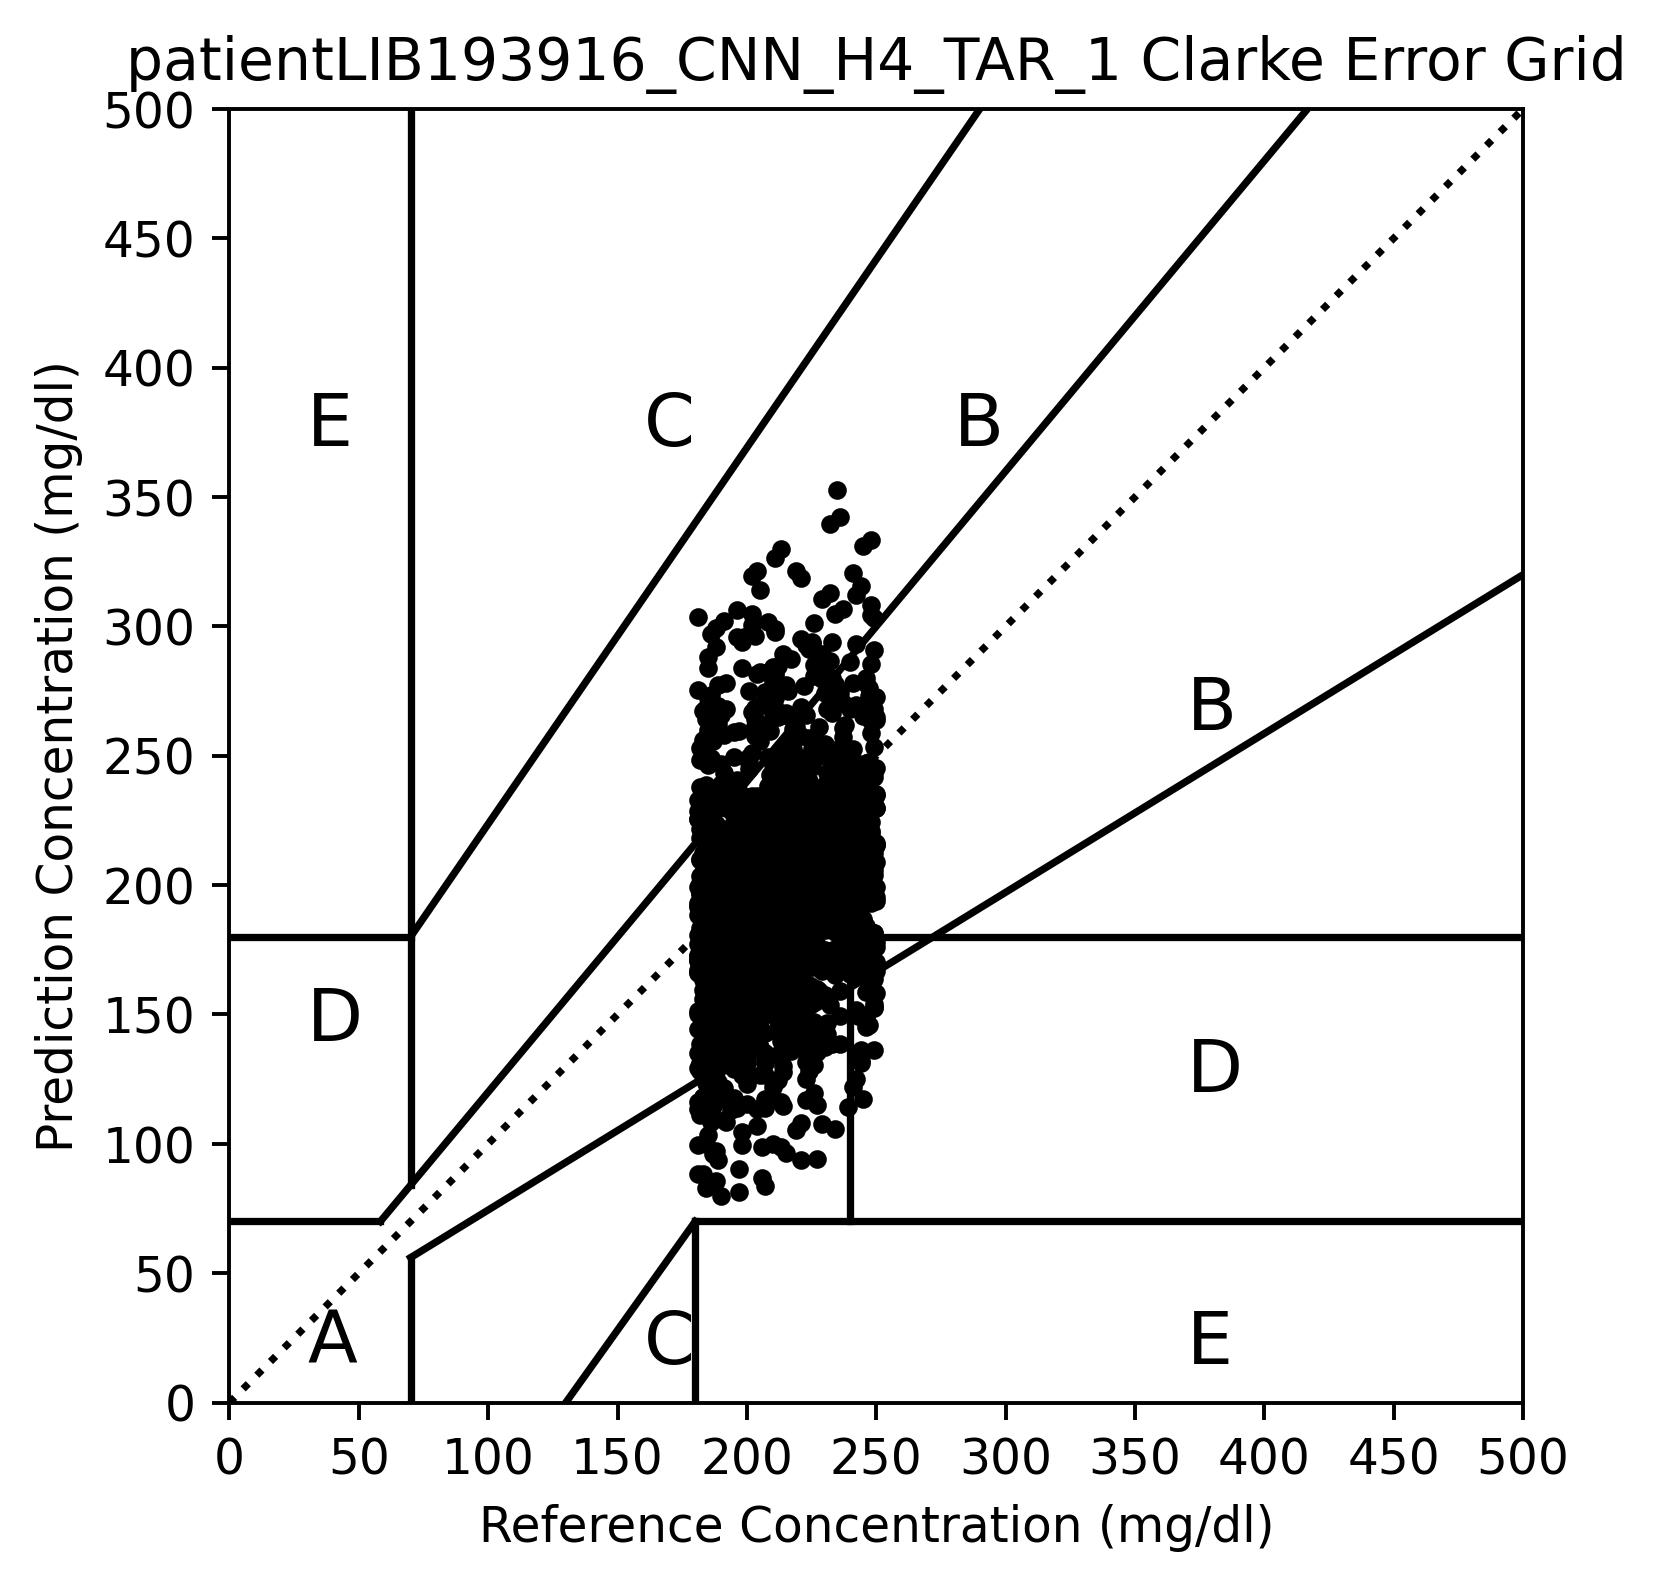 patientLIB193916_CNN_H4_TAR_1 Clarke Error Grid
500
450
400
350
300
250
200
150
100
50
0
Prediction Concentration (mg/dl)
E
C
B
B
D
D
A
C
E
0 50 100 150 200 250 300 350 400 450 500
Reference Concentration (mg/dl)